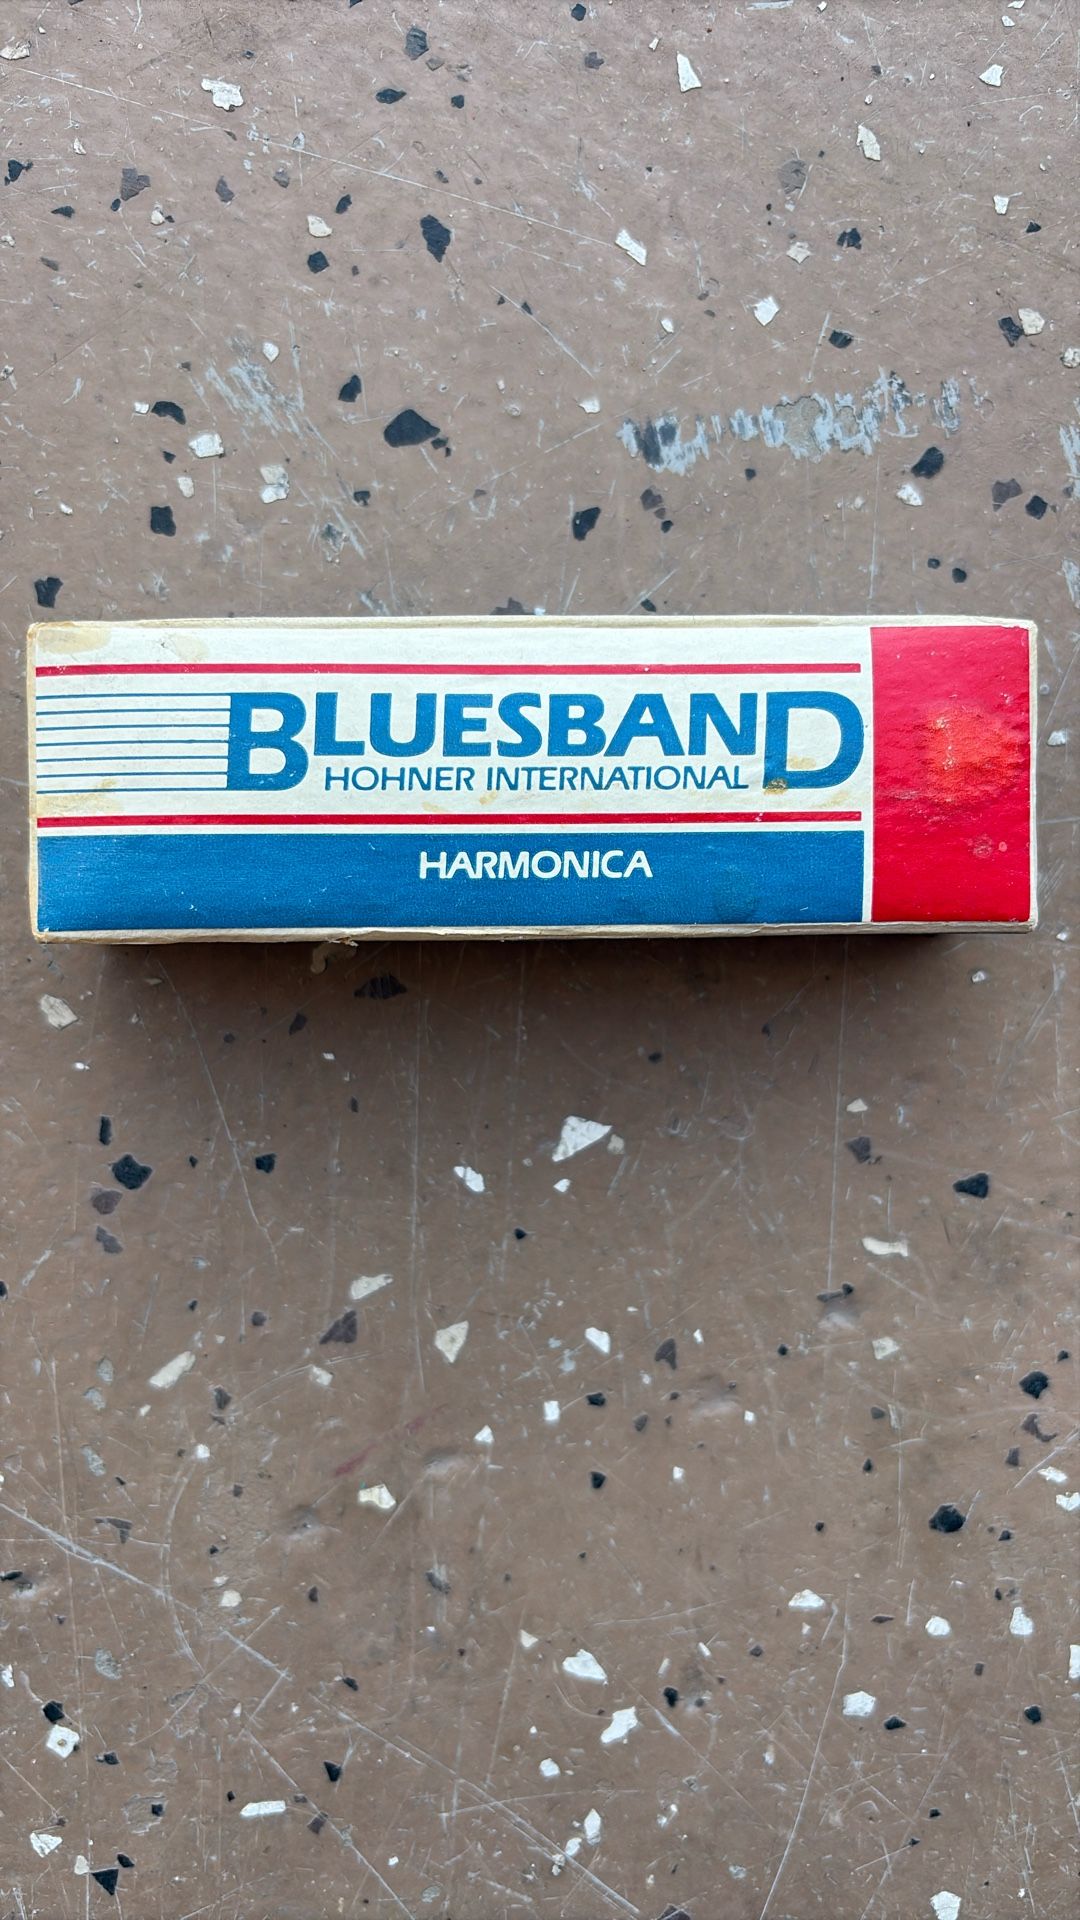 BLUESBAND
HOHNER INTERNATIONAL
HARMONICA